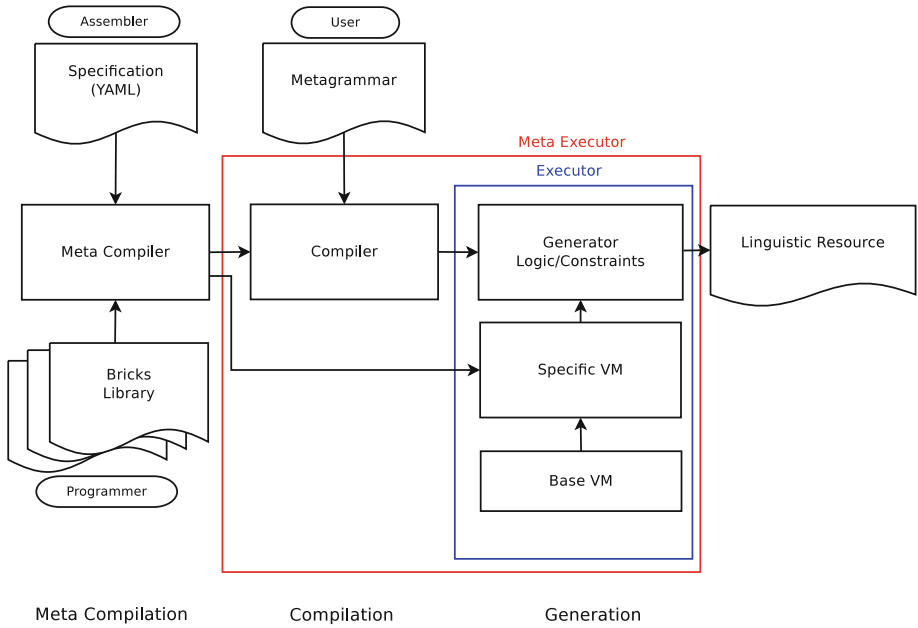 Assembler
User
Specification
(YAML)
Metagrammar
Meta Executor
Executor
Meta Compiler
Compiler
Generator
Logic/Constraints
Linguistic Resource
Bricks
Library
Specific VM
Base VM
Programmer
Meta Compilation
Compilation
Generation